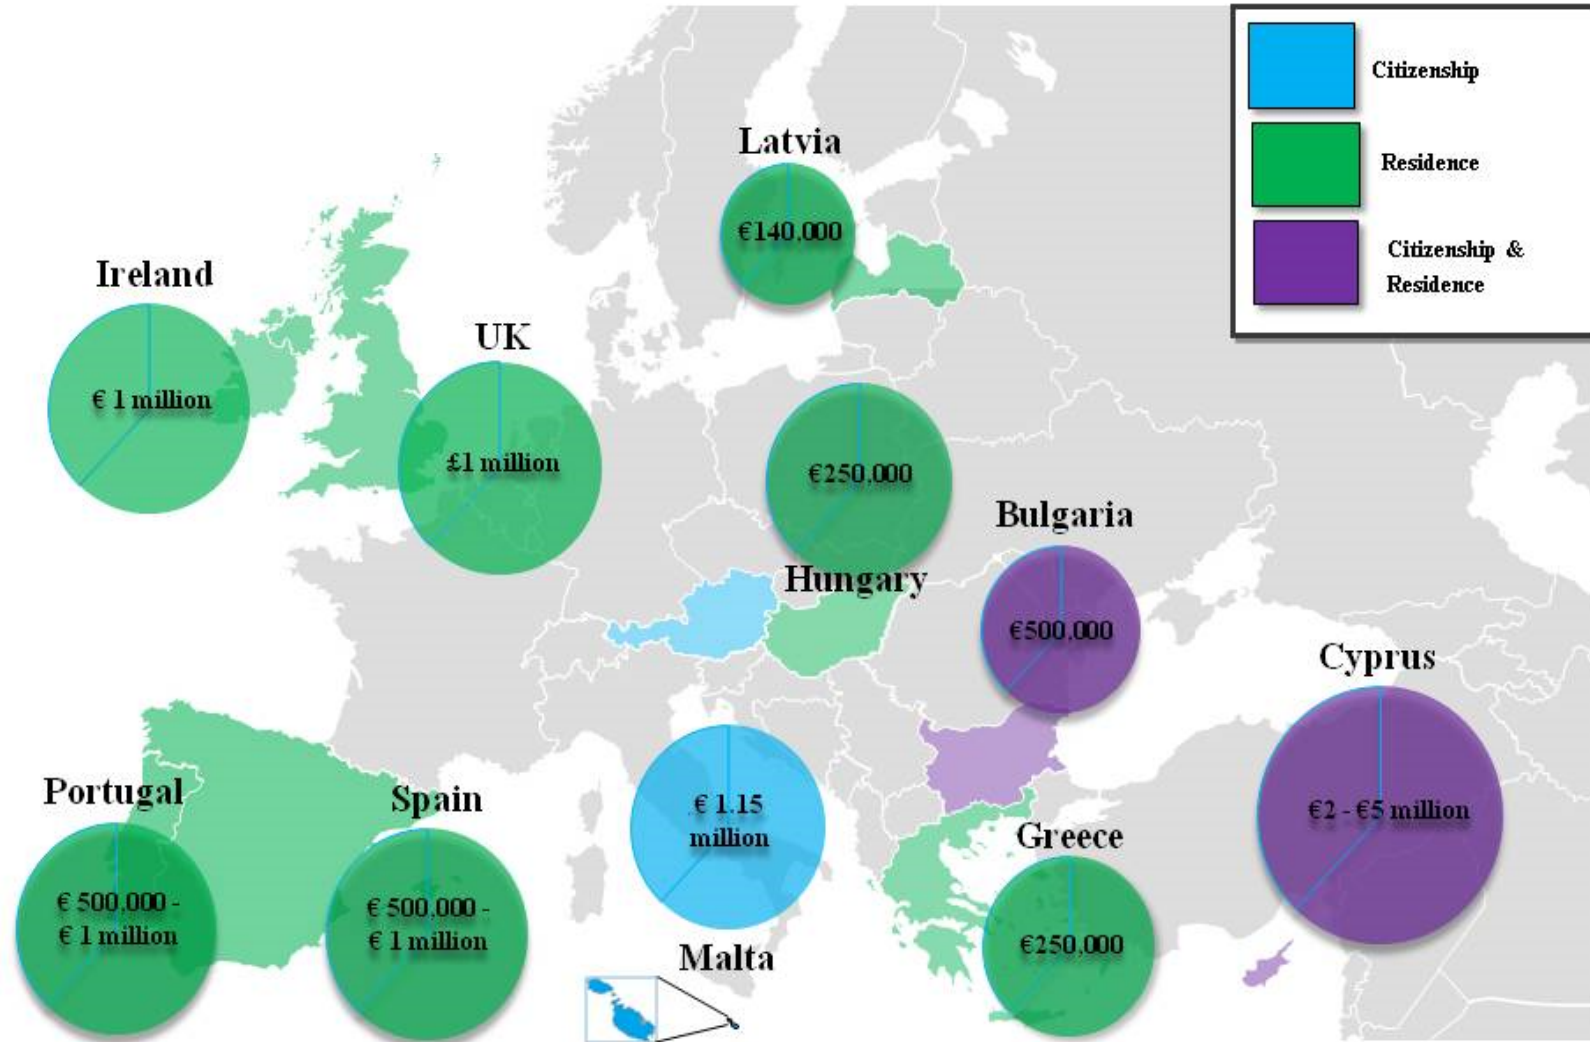 Citizenship
Residence
Citizenship &
Residence
Latvia
€140,000
Ireland
€ 1 million
UK
£1 million
€250,000
Hungary
Bulgaria
€500,000
Cyprus
€2 - €5 million
Portugal
€ 500,000 -
€ 1 million
Spain
€ 500,000 -
€ 1 million
€ 1.15
million
Malta
Greece
€250,000